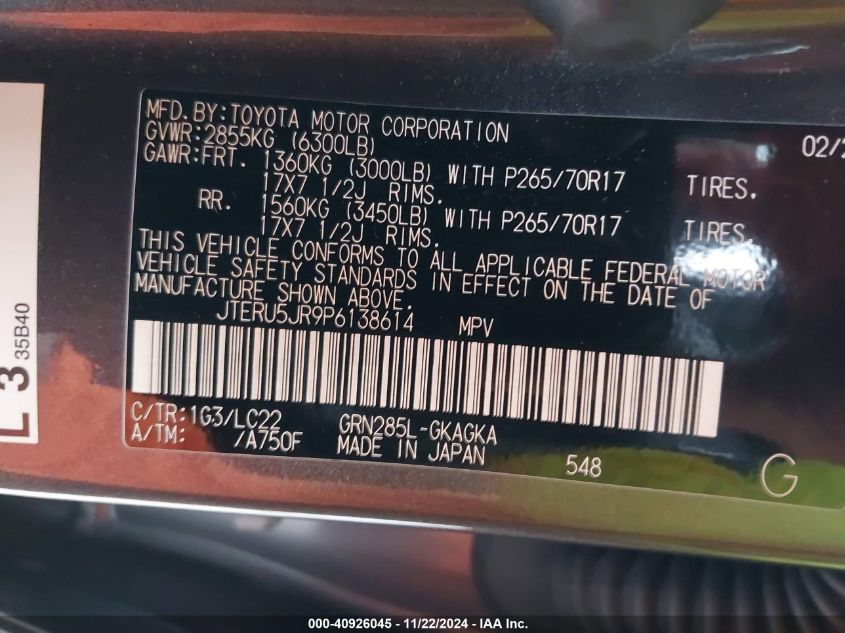 MFD.BY:TOYOTA MOTOR CORPORATION 02/2
GVWR:2855KG (6300LB)
GAWR:FRT. 1360KG (3000LB) WITH P265/70R17 TIRES.
17X7 1/2J RIMS.
RR. 1560KG (3450LB) WITH P265/70R17 TIRES.
17X7 1/2J RIMS.
THIS VEHICLE CONFORMS TO ALL APPLICABLE FEDERAL MOTOR
VEHICLE SAFETY STANDARDS IN EFFECT ON THE DATE OF
MANUFACTURE SHOWN ABOVE.
JTERU5JR9P6138614 MPV
C/TR:1G3/LC22 GRN285L-GKAGKA
A/TM: /A750F MADE IN JAPAN 548
G
L 3 35B40
000-40926045 - 11/22/2024 - IAA Inc.